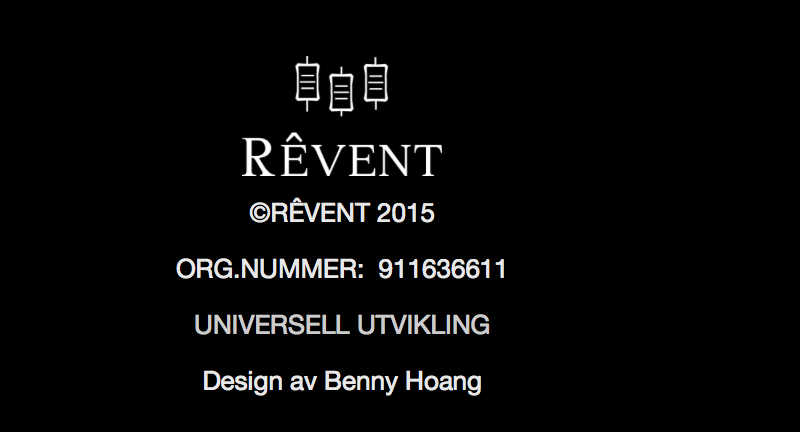 RÊVENT
©RÊVENT 2015
ORG.NUMMER:  911636611
UNIVERSELL UTVIKLING
Design av Benny Hoang